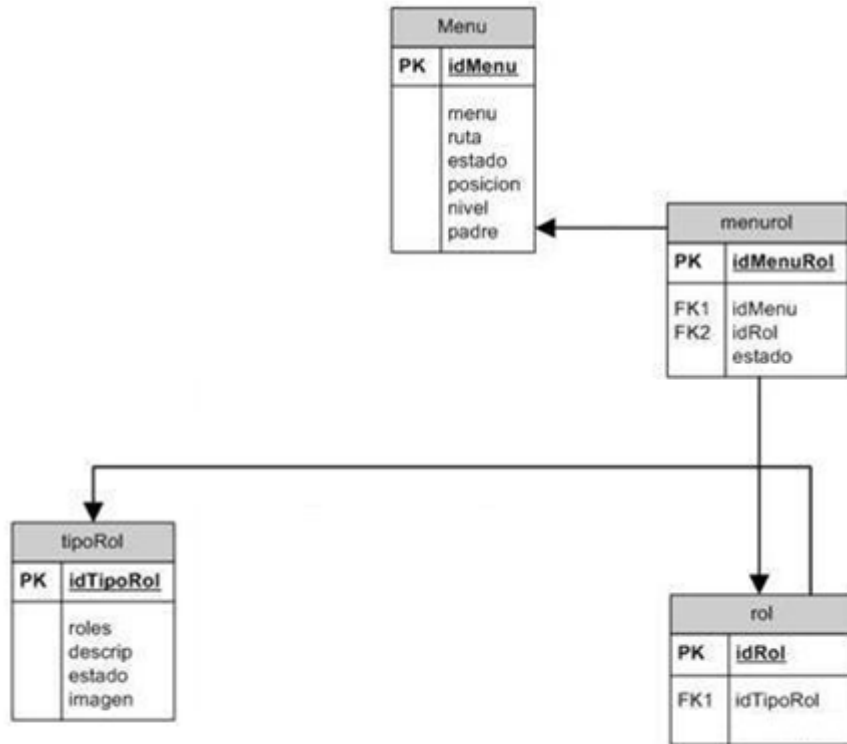 Menu
PK idMenu
menu
ruta
estado
posicion
nivel
padre
menurol
PK idMenuRol
FK1 idMenu
FK2 idRol
estado
tipoRol
PK idTipoRol
roles
descrip
estado
imagen
rol
PK idRol
FK1 idTipoRol